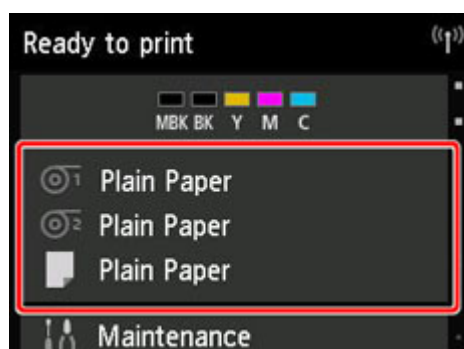 Ready to print
MBK BK Y M C
1 Plain Paper
2 Plain Paper
Plain Paper
Maintenance